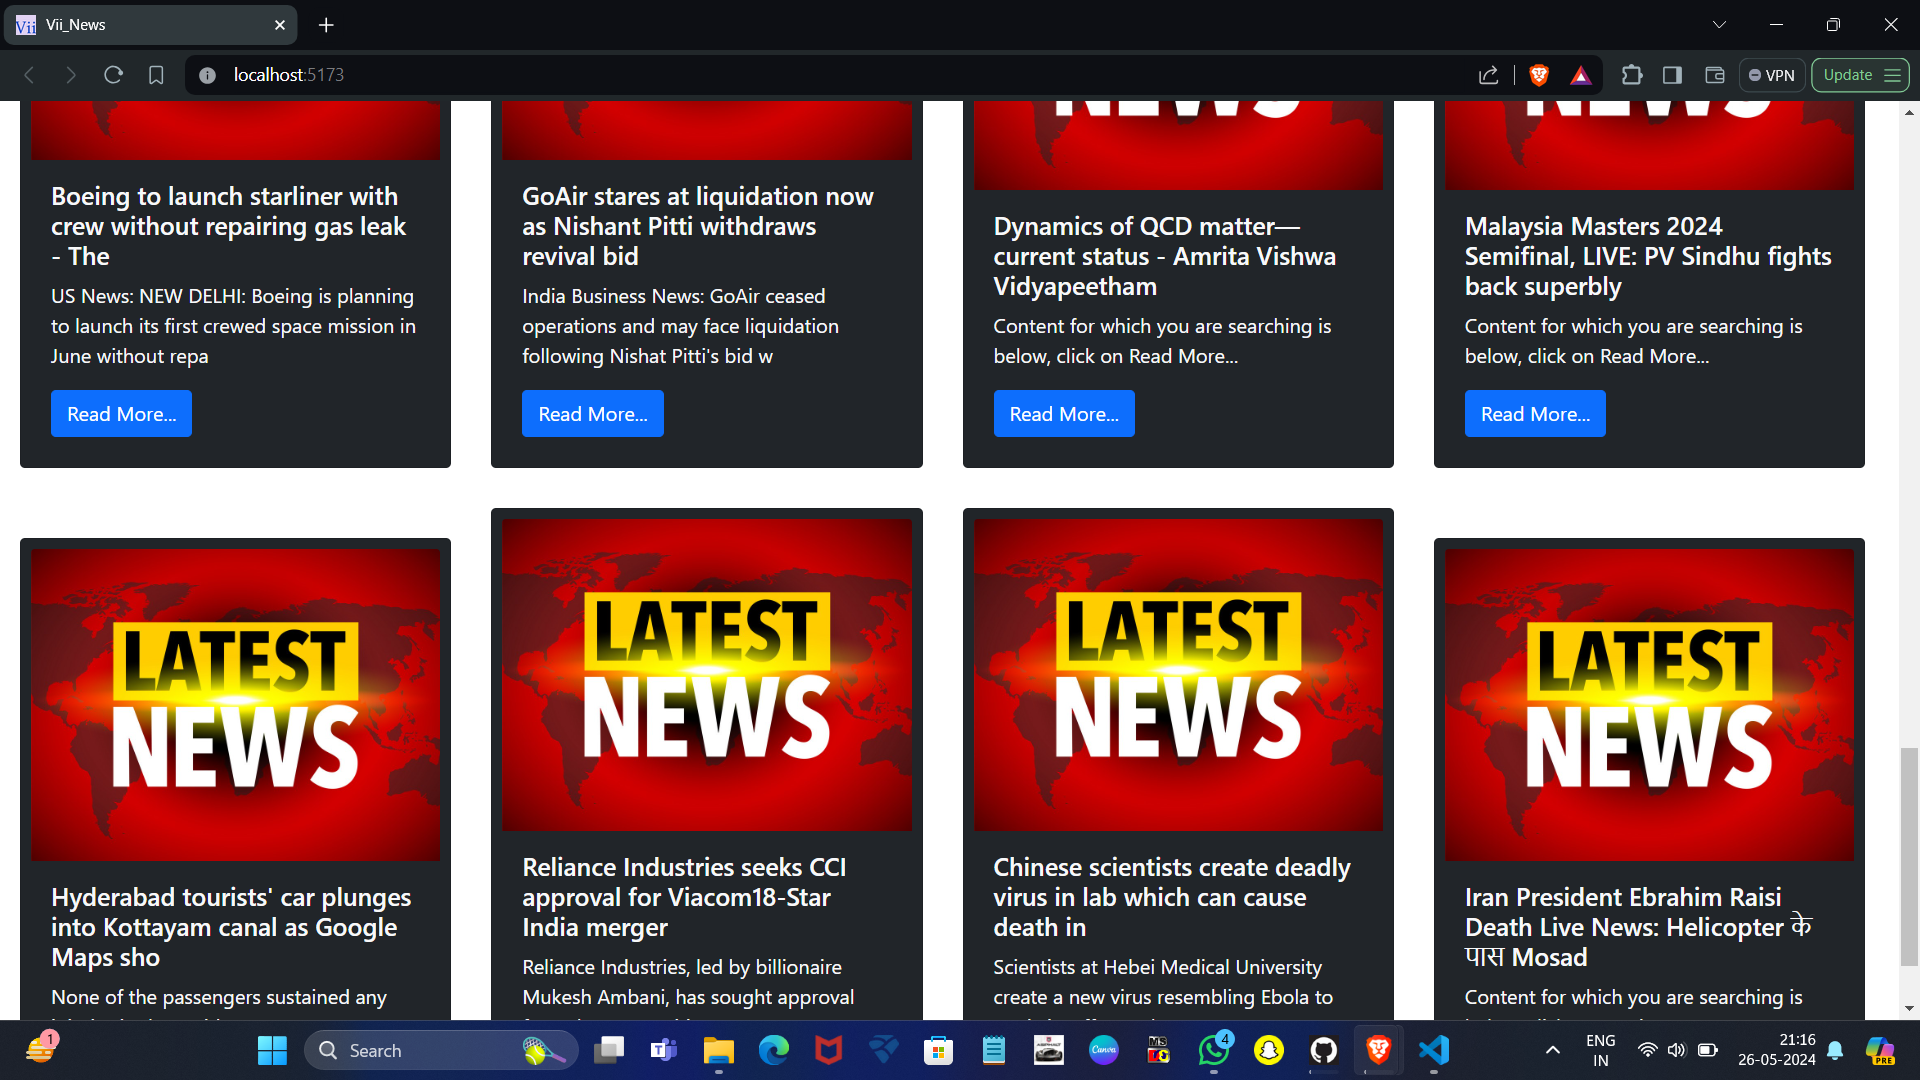 Vii_News
localhost:5173
VPN
Update
NEWS
NEWS
Boeing to launch starliner with
crew without repairing gas leak
- The
US News: NEW DELHI: Boeing is planning
to launch its first crewed space mission in
June without repa
Read More...
GoAir stares at liquidation now
as Nishant Pitti withdraws
revival bid
India Business News: GoAir ceased
operations and may face liquidation
following Nishat Pitti's bid w
Read More...
Dynamics of QCD matter—
current status - Amrita Vishwa
Vidyapeetham
Content for which you are searching is
below, click on Read More...
Read More...
Malaysia Masters 2024
Semifinal, LIVE: PV Sindhu fights
back superbly
Content for which you are searching is
below, click on Read More...
Read More...
LATEST
NEWS
Hyderabad tourists' car plunges
into Kottayam canal as Google
Maps sho
None of the passengers sustained any
LATEST
NEWS
Reliance Industries seeks CCI
approval for Viacom18-Star
India merger
Reliance Industries, led by billionaire
Mukesh Ambani, has sought approval
LATEST
NEWS
Chinese scientists create deadly
virus in lab which can cause
death in
Scientists at Hebei Medical University
create a new virus resembling Ebola to
LATEST
NEWS
Iran President Ebrahim Raisi
Death Live News: Helicopter के
पास Mosad
Content for which you are searching is
1
Search
Canva
4
ENG
IN
21:16
26-05-2024
PRE